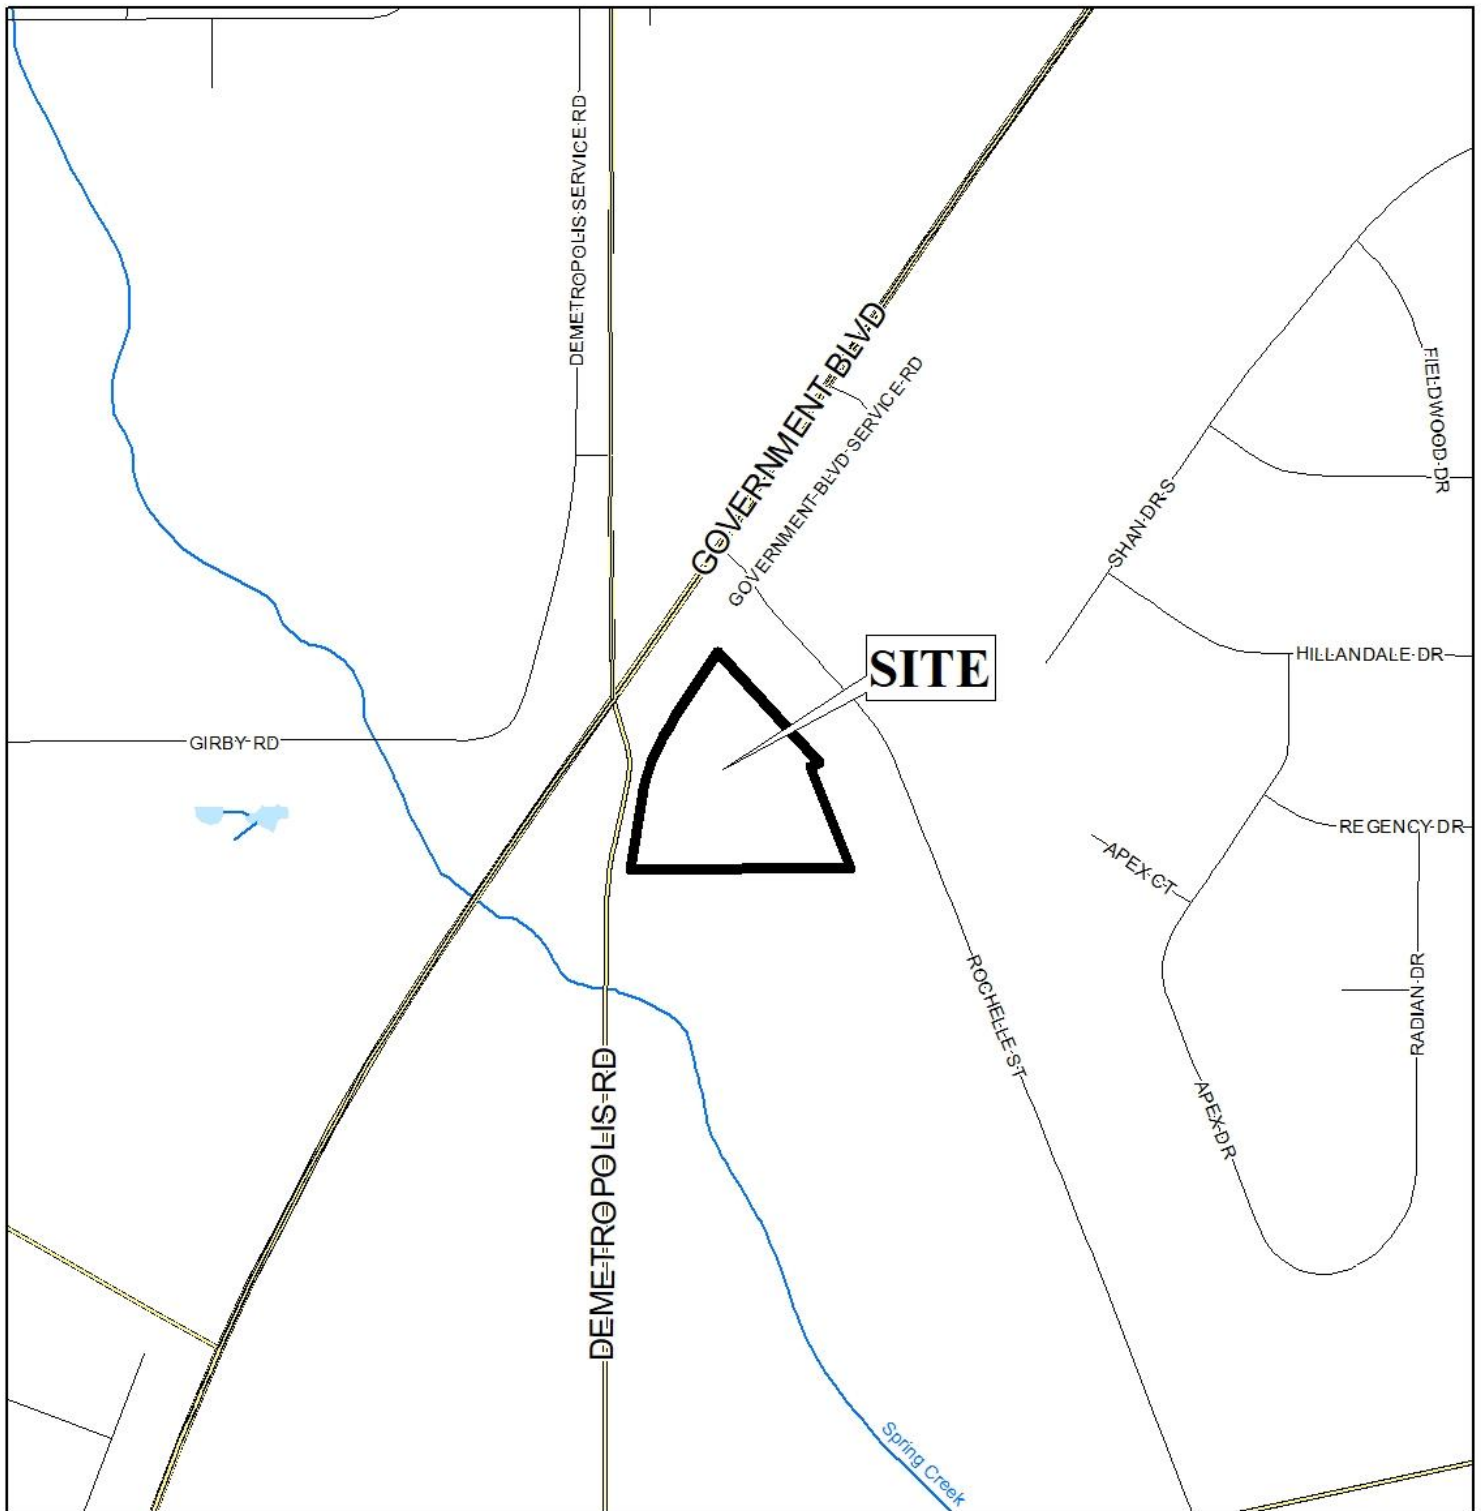 DEMETROPOLIS SERVICE RD
GOVERNMENT BLVD
GOVERNMENT BLVD SERVICE RD
FIELDWOOD DR
SHAN DR S
SITE
HILLANDALE DR
GIRBY RD
REGENCY DR
APEX CT
ROCHELLE ST
RADIAN DR
DEMETROPOLIS RD
APEX DR
Spring Creek